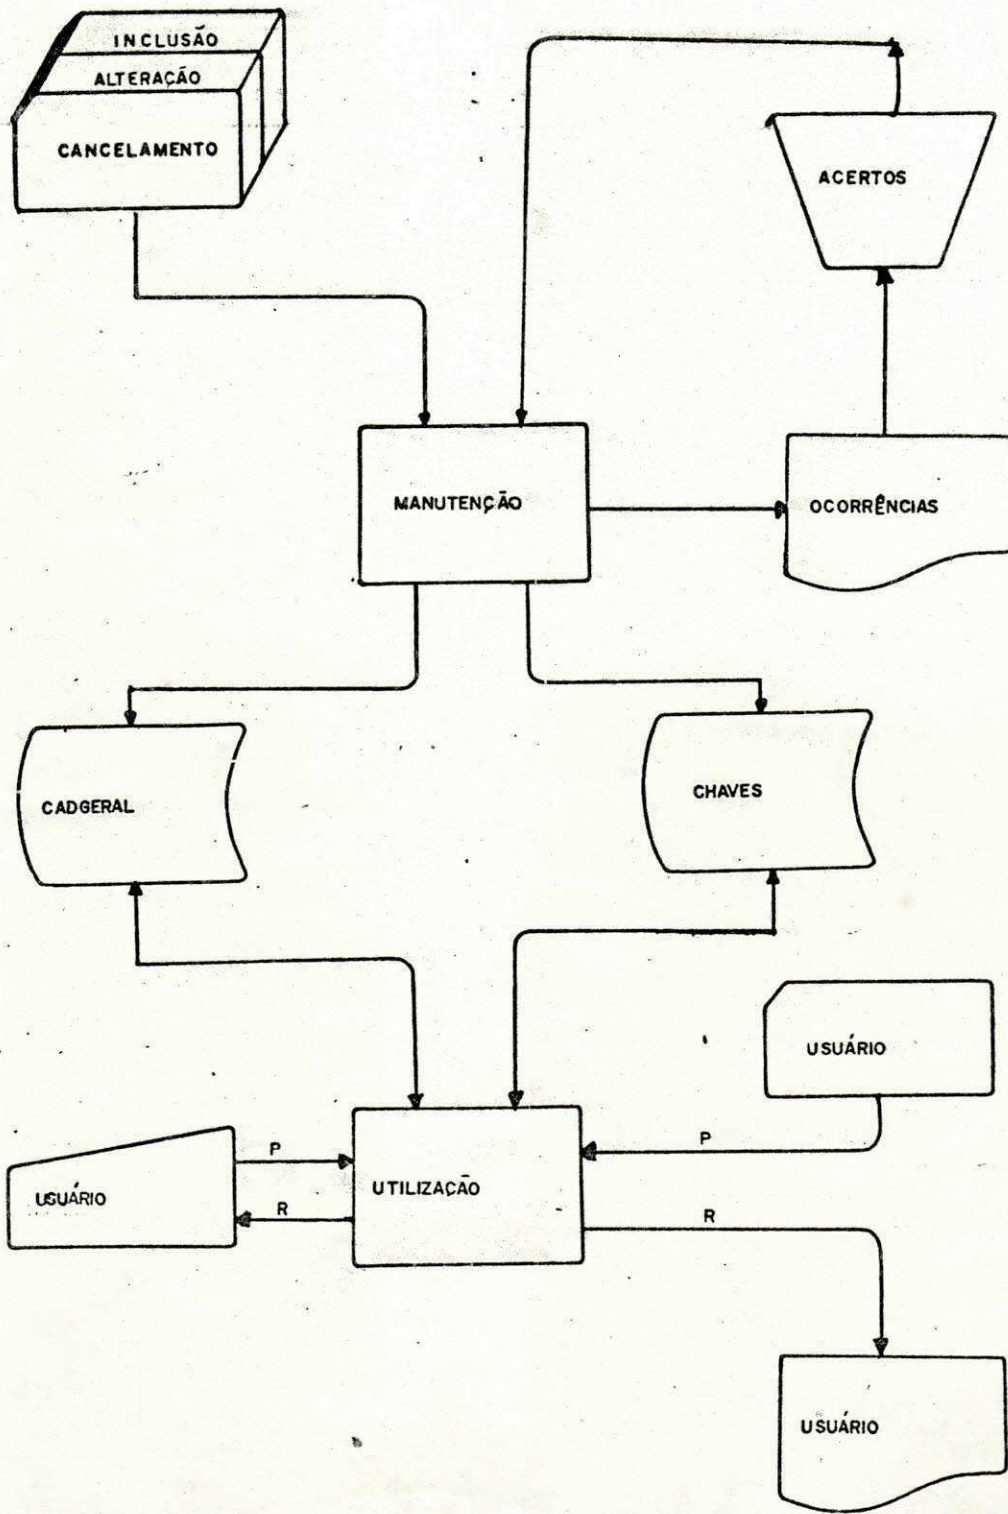 INCLUSÃO
ALTERAÇÃO
CANCELAMENTO
ACERTOS
MANUTENÇÃO
OCORRÊNCIAS
CADGERAL
CHAVES
USUÁRIO
P
P
USUÁRIO
UTILIZAÇÃO
R
R
USUÁRIO